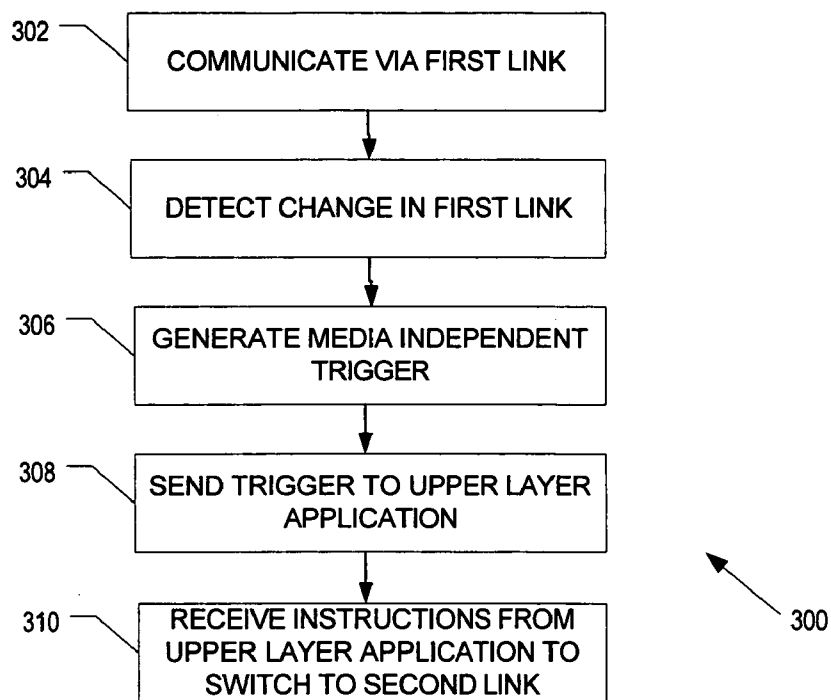 302
COMMUNICATE VIA FIRST LINK
304
DETECT CHANGE IN FIRST LINK
306
GENERATE MEDIA INDEPENDENT
TRIGGER
308
SEND TRIGGER TO UPPER LAYER
APPLICATION
310
RECEIVE INSTRUCTIONS FROM
UPPER LAYER APPLICATION TO
SWITCH TO SECOND LINK
300